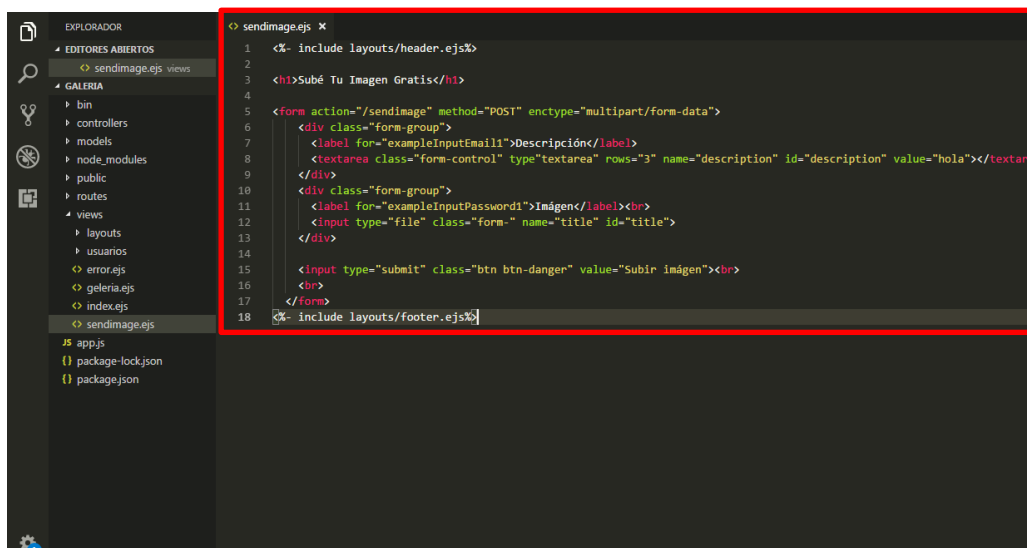 EXPLORADOR
EDITORES ABIERTOS
<> sendimage.ejs views
GALERIA
bin
controllers
models
node_modules
public
routes
views
layouts
usuarios
<> error.ejs
<> geleria.ejs
<> index.ejs
<> sendimage.ejs
JS app.js
{} package-lock.json
{} package.json
<> sendimage.ejs ×
1 <%- include layouts/header.ejs%>
2
3 <h1>Subé Tu Imagen Gratis</h1>
4
5 <form action="/sendimage" method="POST" enctype="multipart/form-data">
6 <div class="form-group">
7 <label for="exampleInputEmail1">Descripción</label>
8 <textarea class="form-control" type"textarea" rows="3" name="description" id="description" value="hola"></textar
9 </div>
10 <div class="form-group">
11 <label for="exampleInputPassword1">Imágen</label><br>
12 <input type="file" class="form-" name="title" id="title">
13 </div>
14
15 <input type="submit" class="btn btn-danger" value="Subir imágen"><br>
16 <br>
17 </form>
18 <%- include layouts/footer.ejs%>